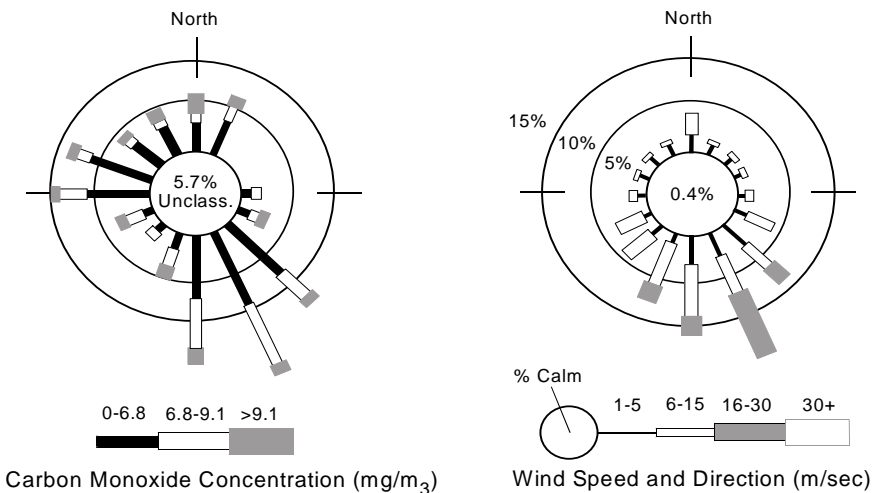 North
5.7%
Unclass.
0-6.8 6.8-9.1 >9.1
Carbon Monoxide Concentration (mg/m3)
North
15%
10%
5%
0.4%
% Calm
1-5 6-15 16-30 30+
Wind Speed and Direction (m/sec)